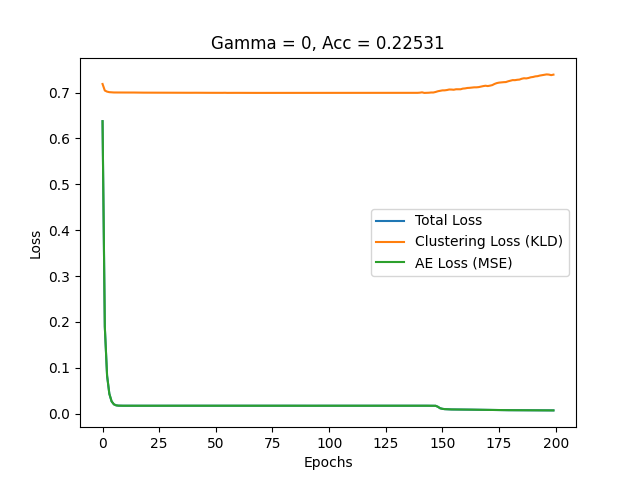 Gamma = 0, Acc = 0.22531
Loss
0.7
0.6
0.5
0.4
0.3
0.2
0.1
0.0
Total Loss
Clustering Loss (KLD)
AE Loss (MSE)
0 25 50 75 100 125 150 175 200
Epochs